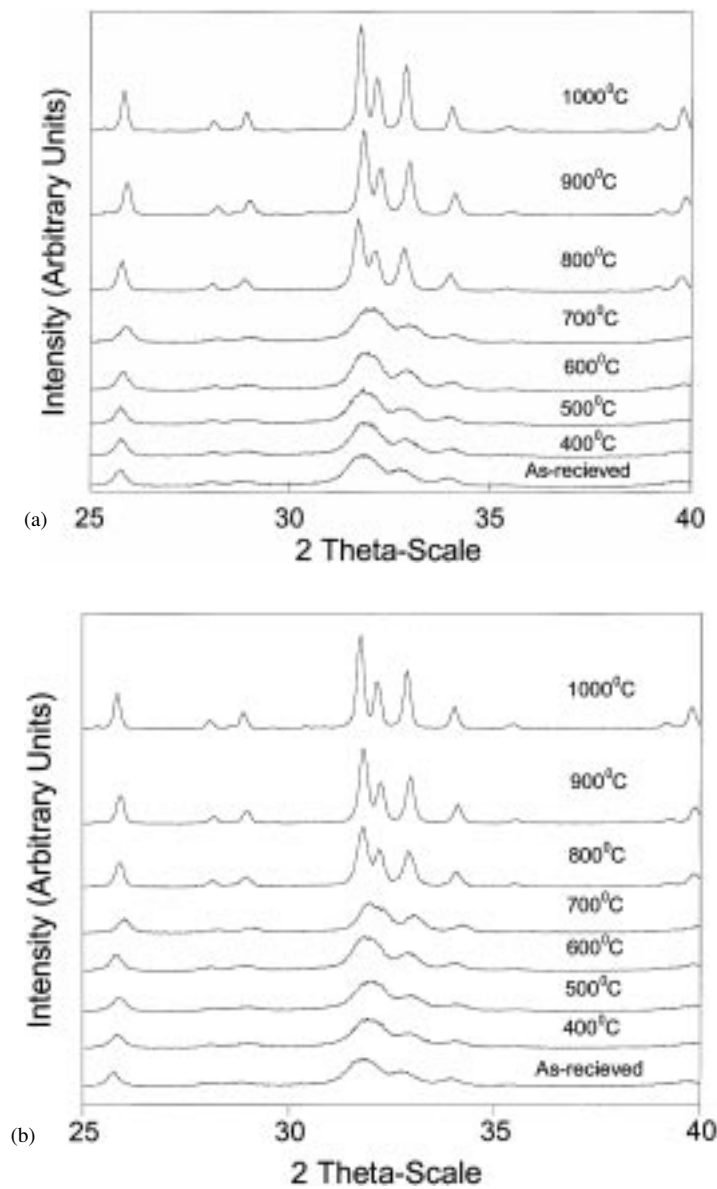 Intensity (Arbitrary Units)
1000⁰C
900⁰C
800⁰C
700⁰C
600⁰C
500⁰C
400⁰C
As-recieved
(a)
25 30 35 40
2 Theta-Scale
Intensity (Arbitrary Units)
1000⁰C
900⁰C
800⁰C
700⁰C
600⁰C
500⁰C
400⁰C
As-recieved
(b)
25 30 35 40
2 Theta-Scale